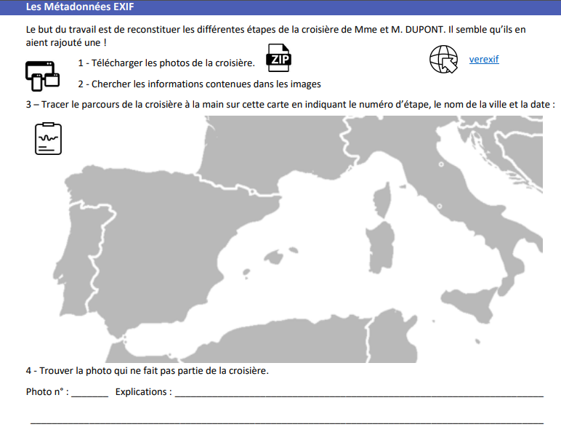 Les Métadonnées EXIF
Le but du travail est de reconstituer les différentes étapes de la croisière de Mme et M. DUPONT. Il semble qu'ils en
aient rajouté une !
1 - Télécharger les photos de la croisière.
ZIP
verexif
2 - Chercher les informations contenues dans les images
3 – Tracer le parcours de la croisière à la main sur cette carte en indiquant le numéro d'étape, le nom de la ville et la date :
4 - Trouver la photo qui ne fait pas partie de la croisière.
Photo n° : _______ Explications : _______________________________________________